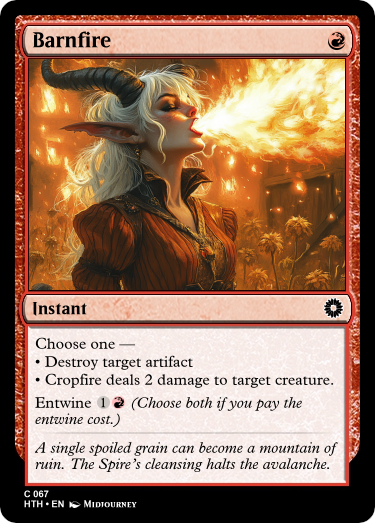 Barnfire
Instant
Choose one —
• Destroy target artifact
• Cropfire deals 2 damage to target creature.
Entwine 1 (Choose both if you pay the
entwine cost.)
A single spoiled grain can become a mountain of
ruin. The Spire's cleansing halts the avalanche.
C 067
HTH • EN Midjourney